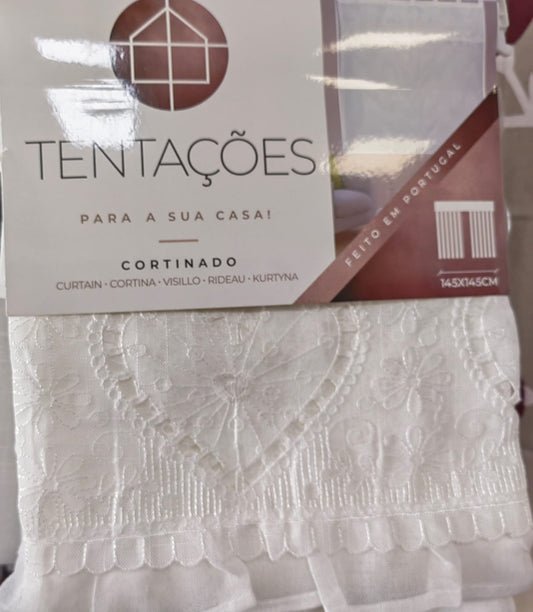 TENTAÇÕES
PARA A SUA CASA!
CORTINADO
CURTAIN · CORTINA · VISILLO · RIDEAU · KURTYNA
FEITO EM PORTUGAL
145X145CM